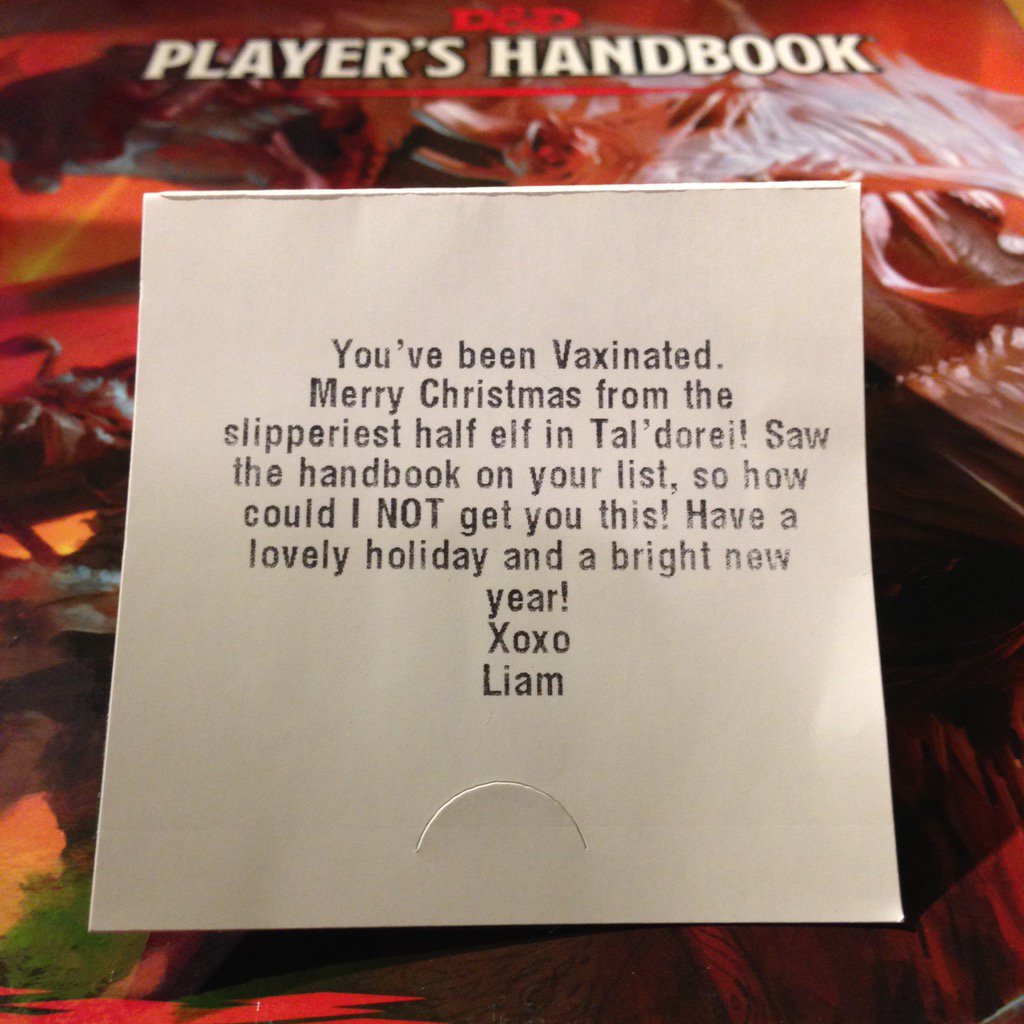 D&D
PLAYER'S HANDBOOK
You've been Vaxinated.
Merry Christmas from the
slipperiest half elf in Tal'dorei! Saw
the handbook on your list, so how
could I NOT get you this! Have a
lovely holiday and a bright new
year!
Xoxo
Liam